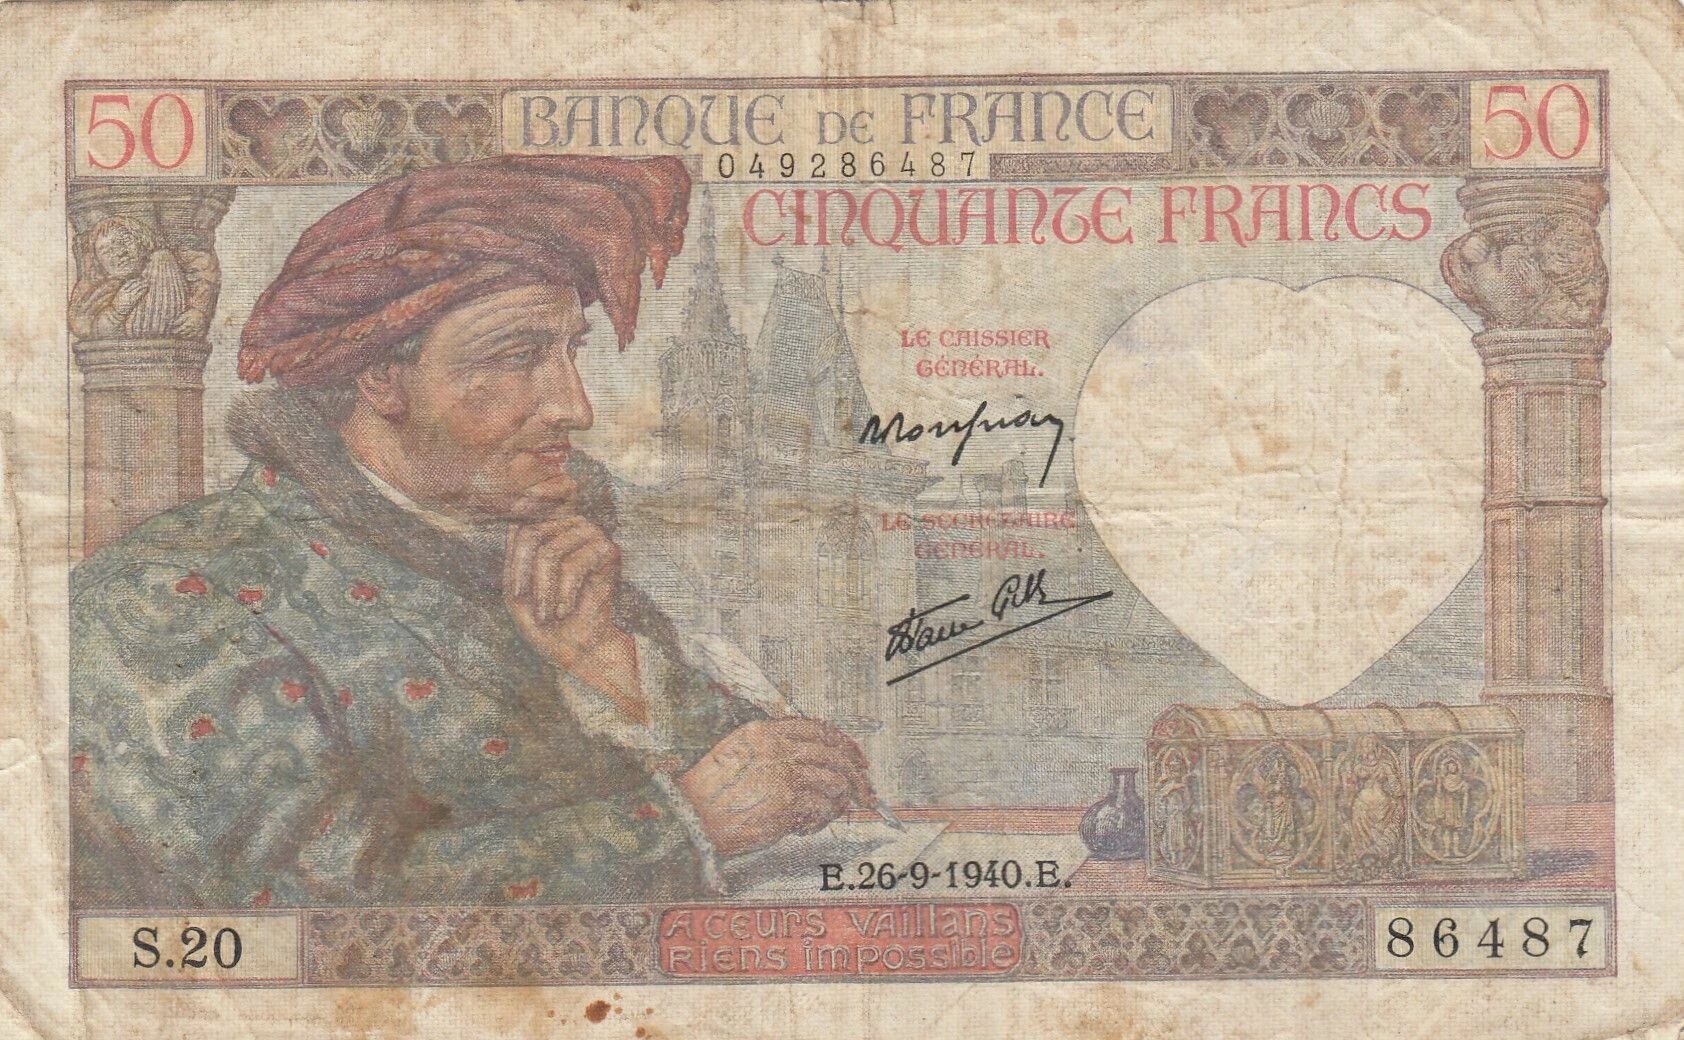 50
BANQUE DE FRANCE
50
049286487
CINQUANTE FRANCS
LE CAISSIER
GÉNÉRAL.
LE SECRÉTAIRE
GÉNÉRAL.
E.26-9-1940.E.
S.20
A CEURS VAILLANS
RIENS IMPOSSIBLE
86487